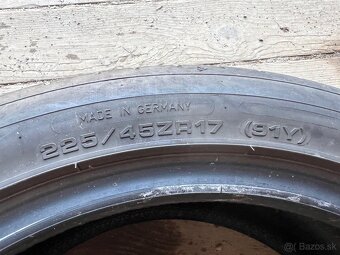 MADE IN GERMANY
225/45ZR17 (91Y)
Bazos.sk